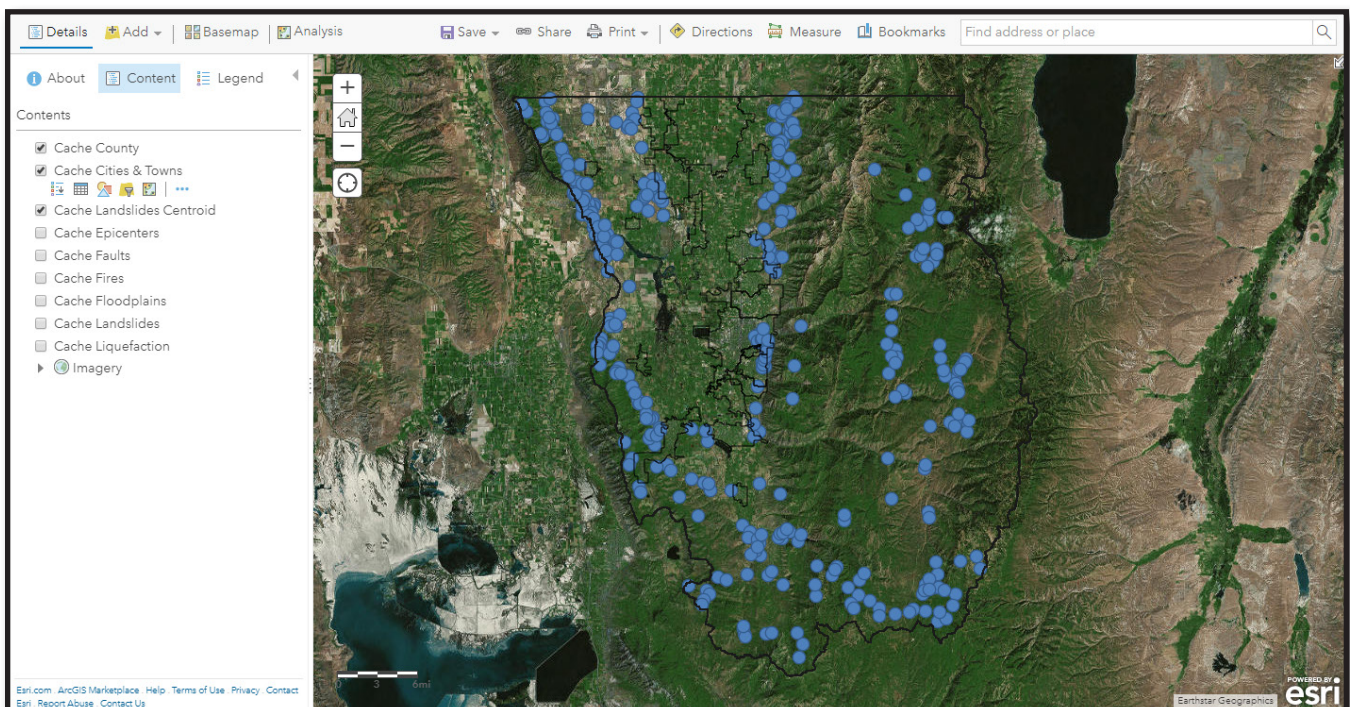 Details Add Basemap Analysis Save Share Print Directions Measure Bookmarks Find address or place
About Content Legend
Contents
Cache County
Cache Cities & Towns
Cache Landslides Centroid
Cache Epicenters
Cache Faults
Cache Fires
Cache Floodplains
Cache Landslides
Cache Liquefaction
Imagery
0 3 6mi
Esri.com . ArcGIS Marketplace . Help . Terms of Use . Privacy . Contact
Esri . Report Abuse . Contact Us
Earthstar Geographics
POWERED BY
esri